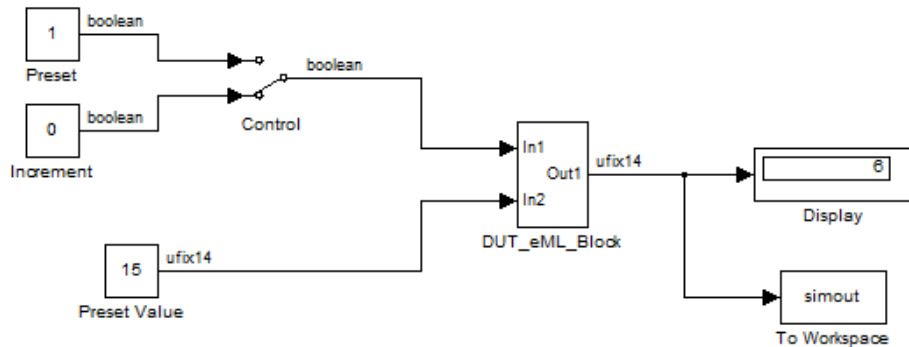 boolean
1
Preset
boolean
0
Increment
boolean
Control
In1
In2
Out1
ufix14
DUT_eML_Block
6
Display
15
ufix14
Preset Value
simout
To Workspace